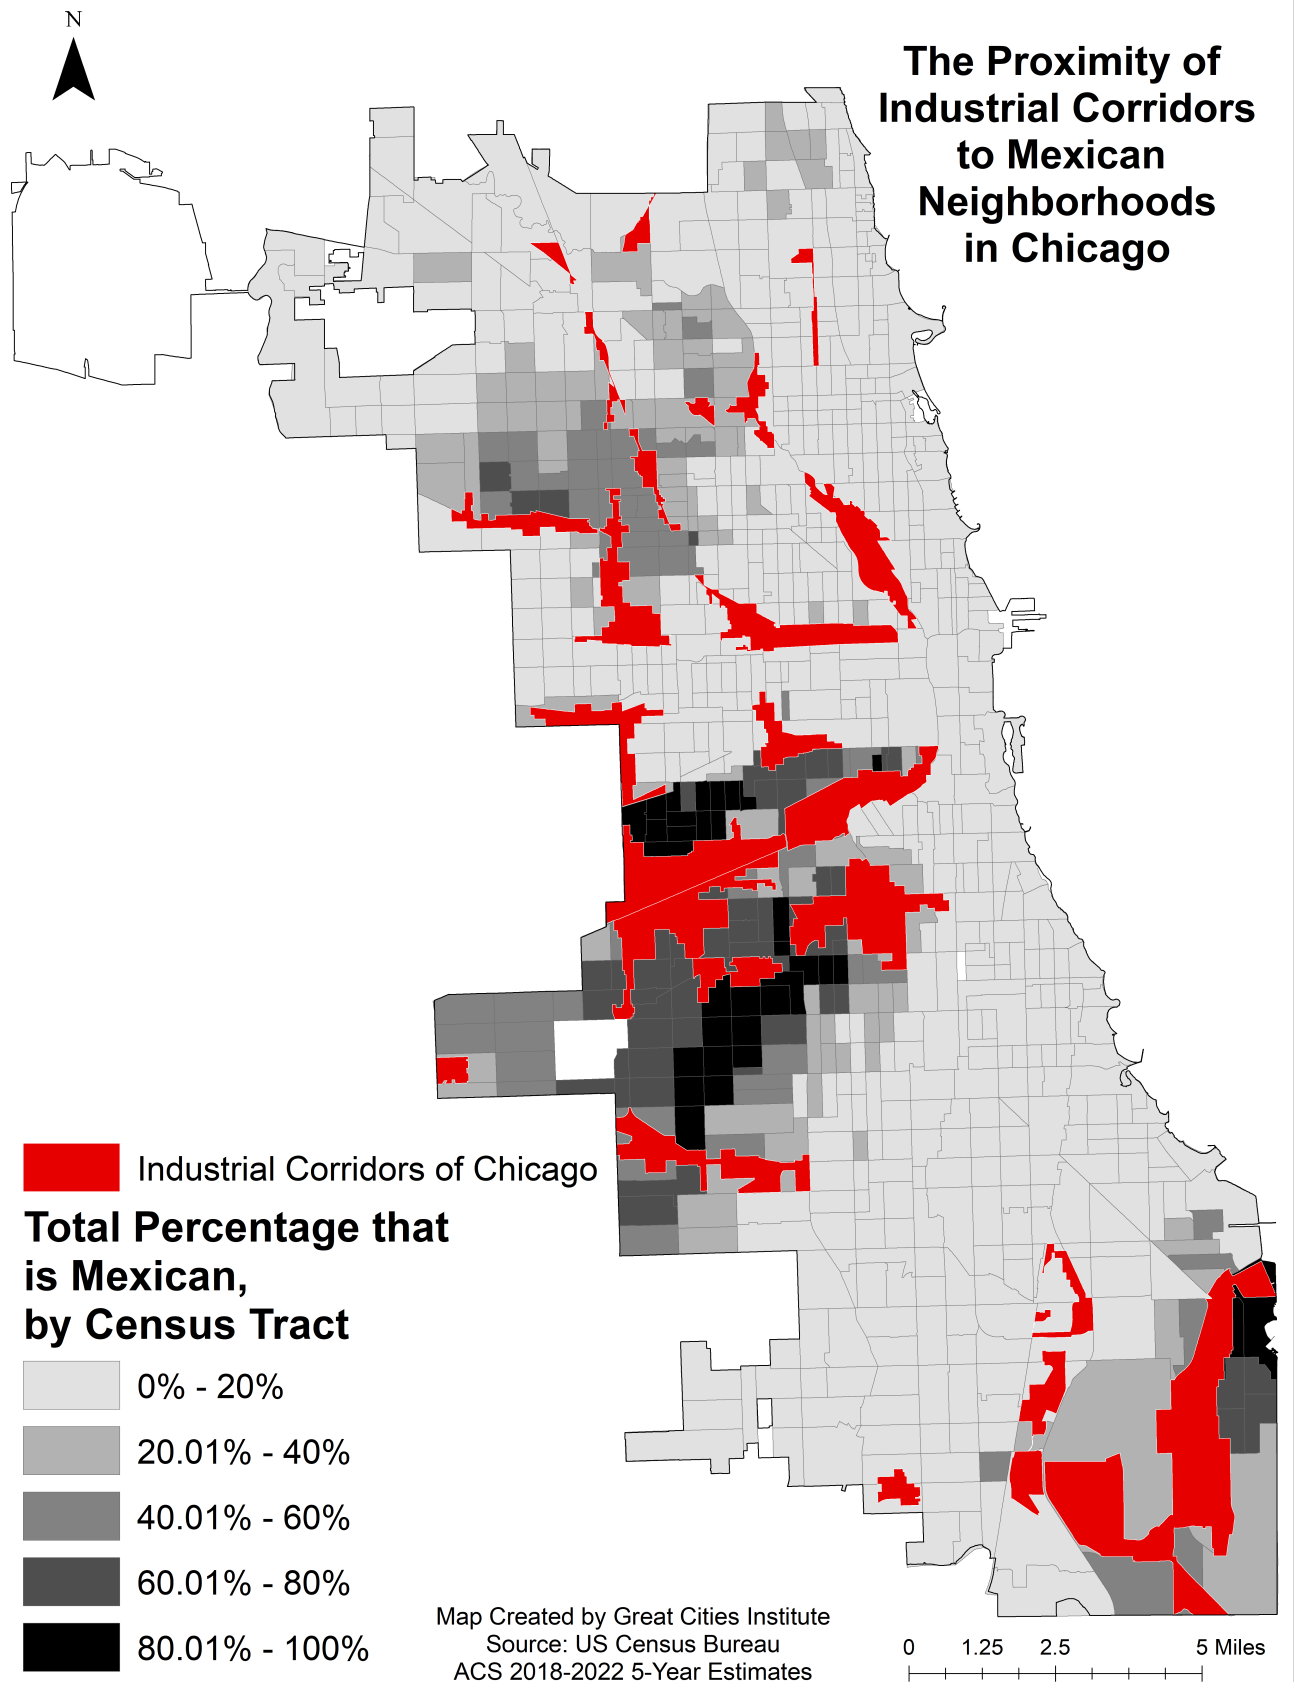 N
The Proximity of
Industrial Corridors
to Mexican
Neighborhoods
in Chicago
Industrial Corridors of Chicago
Total Percentage that
is Mexican,
by Census Tract
0% - 20%
20.01% - 40%
40.01% - 60%
60.01% - 80%
80.01% - 100%
Map Created by Great Cities Institute
Source: US Census Bureau
ACS 2018-2022 5-Year Estimates
0 1.25 2.5 5 Miles